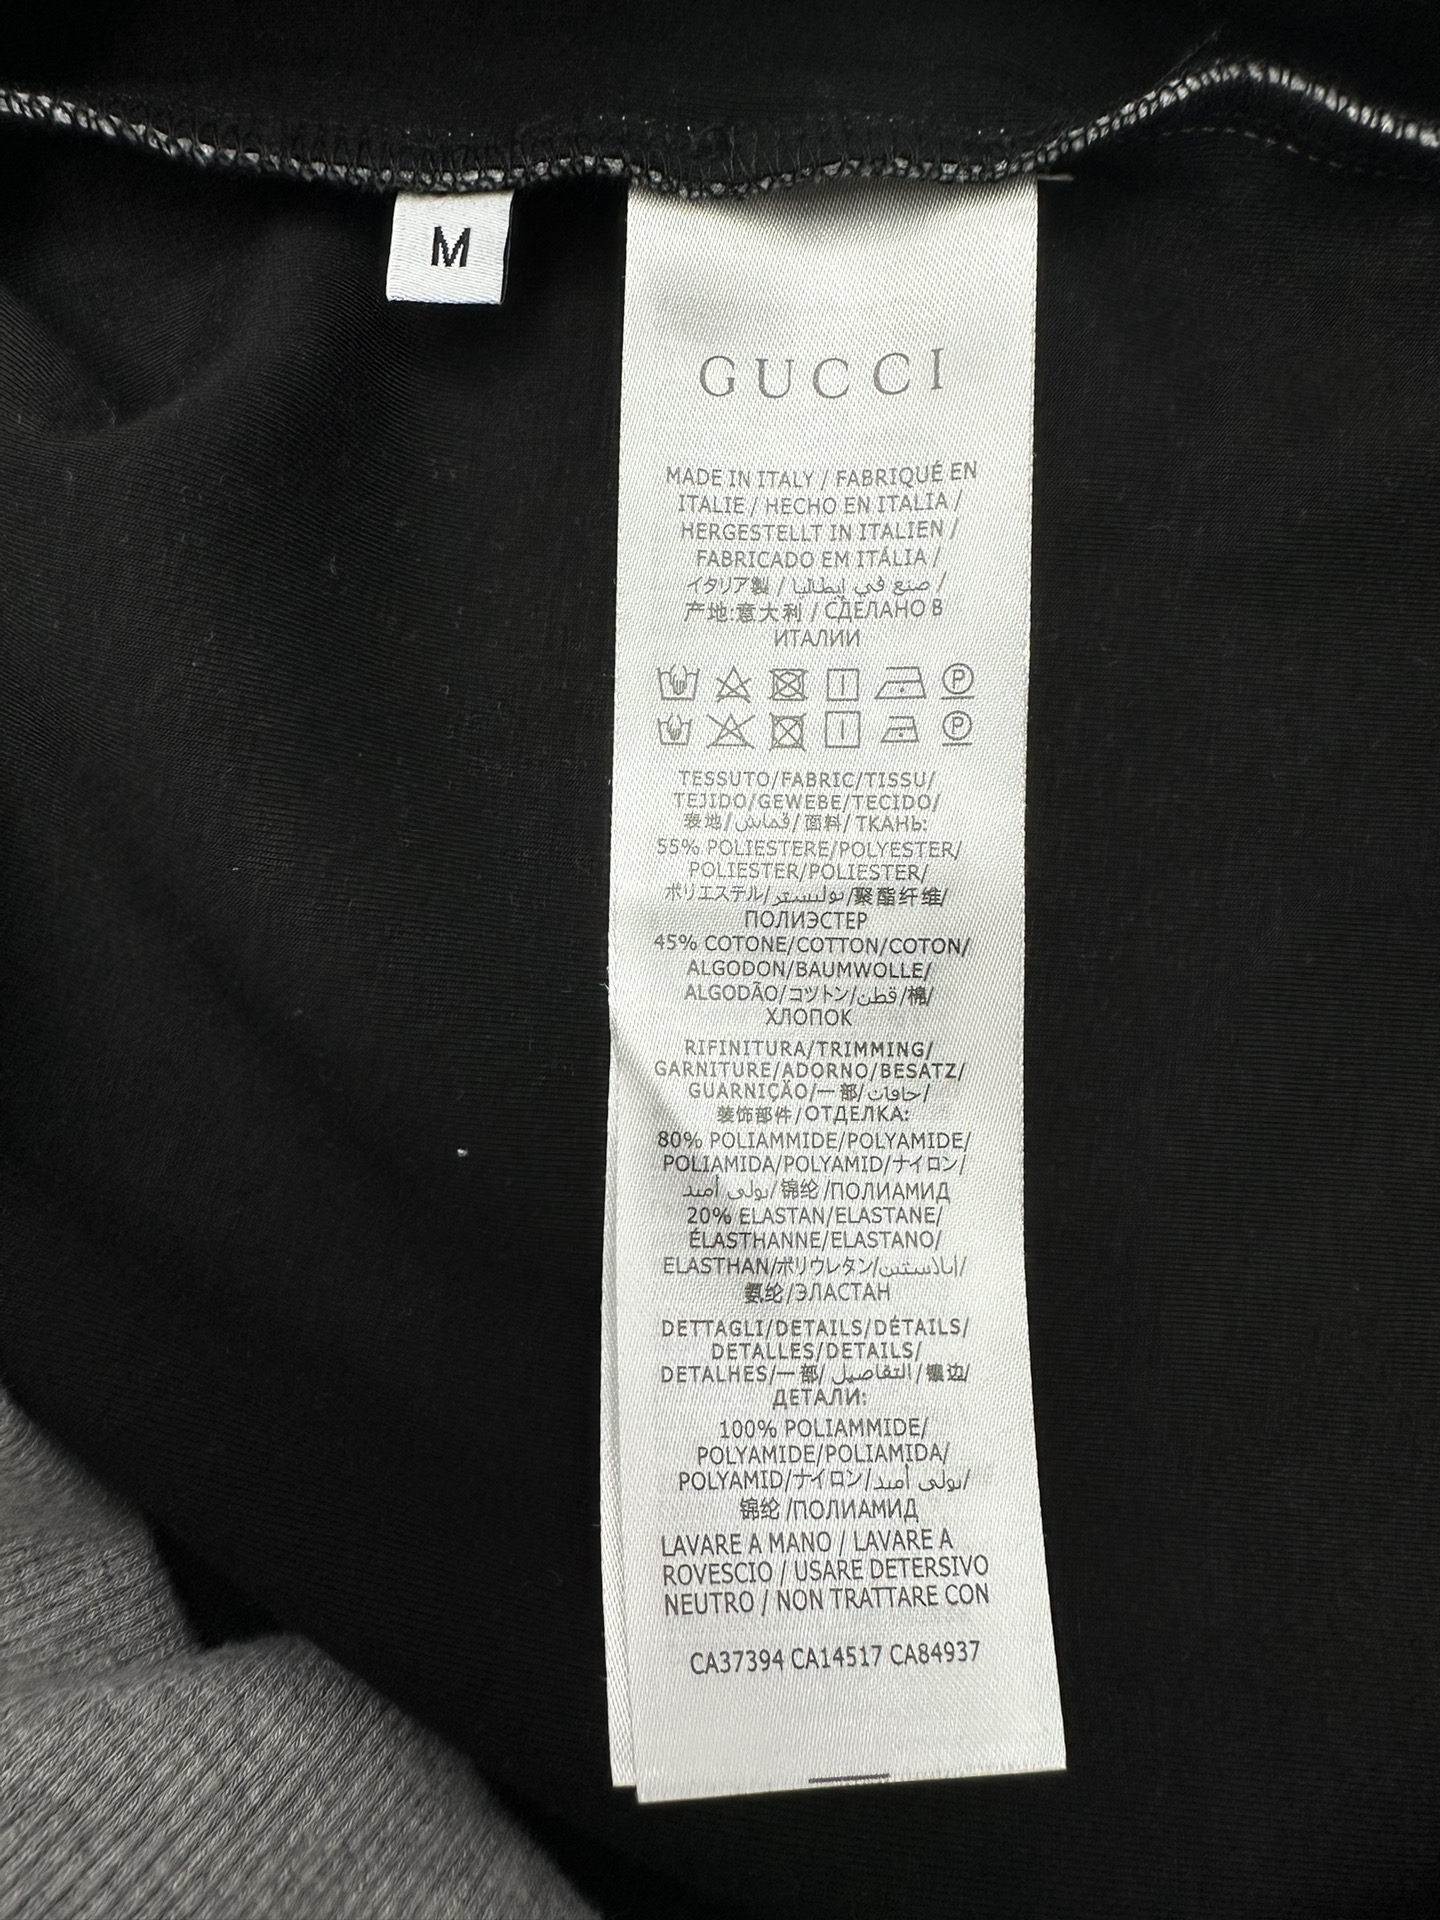 M
GUCCI
MADE IN ITALY / FABRIQUÉ EN
ITALIE / HECHO EN ITALIA /
HERGESTELLT IN ITALIEN /
FABRICADO EM ITÁLIA /
イタリア製 / صنع في إيطاليا /
产地:意大利 / СДЕЛАНО В
ИТАЛИИ
P
P
TESSUTO/FABRIC/TISSU/
TEJIDO/GEWEBE/TECIDO/
表地/قماش/面料/ТКАНЬ:
55% POLIESTERE/POLYESTER/
POLIESTER/POLIESTER/
ポリエステル/بوليستر/聚酯纤维/
ПОЛИЭСТЕР
45% COTONE/COTTON/COTON/
ALGODON/BAUMWOLLE/
ALGODÃO/コットン/قطن/棉/
ХЛОПОК
RIFINITURA/TRIMMING/
GARNITURE/ADORNO/BESATZ/
GUARNIÇÃO/一部/حافات/
装饰部件/ОТДЕЛКА:
80% POLIAMMIDE/POLYAMIDE/
POLIAMIDA/POLYAMID/ナイロン/
بولي أميد/锦纶/ПОЛИАМИД
20% ELASTAN/ELASTANE/
ÉLASTHANNE/ELASTANO/
ELASTHAN/ポリウレタン/إيلاستين/
氨纶/ЭЛАСТАН
DETTAGLI/DETAILS/DÉTAILS/
DETALLES/DETAILS/
DETALHES/一部/التفاصيل/镶边/
ДЕТАЛИ:
100% POLIAMMIDE/
POLYAMIDE/POLIAMIDA/
POLYAMID/ナイロン/بولي أميد/
锦纶/ПОЛИАМИД
LAVARE A MANO / LAVARE A
ROVESCIO / USARE DETERSIVO
NEUTRO / NON TRATTARE CON
CA37394 CA14517 CA84937